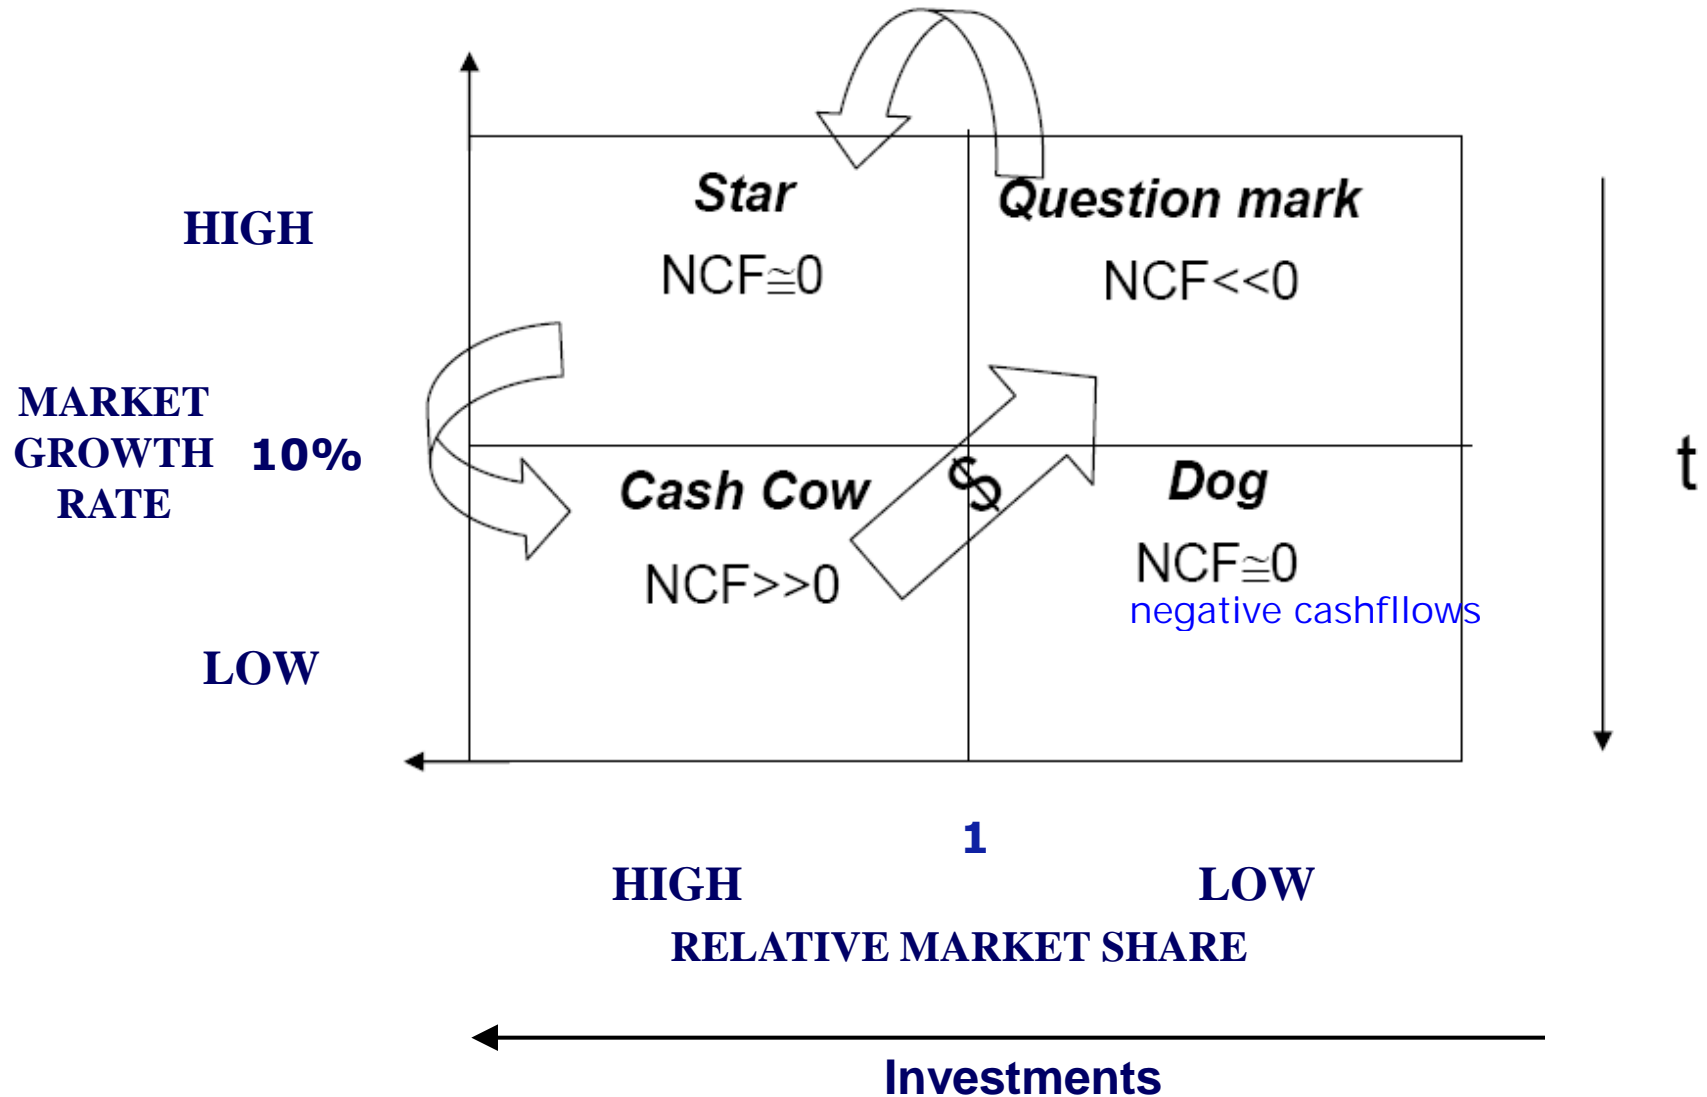 Star
Question mark
HIGH
NCF≅0
NCF<<0
MARKET
GROWTH
RATE
10%
t
Cash Cow
$
Dog
NCF>>0
NCF≅0
negative cashfllows
LOW
1
HIGH
LOW
RELATIVE MARKET SHARE
Investments